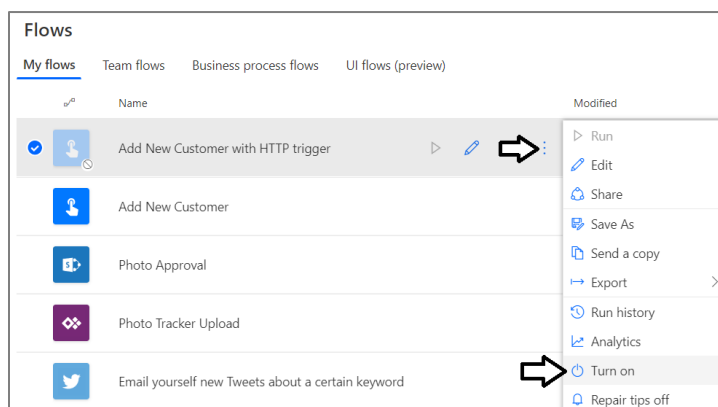 Flows
My flows Team flows Business process flows UI flows (preview)
Name Modified
Add New Customer with HTTP trigger
Run
Edit
Share
Add New Customer
Save As
Send a copy
Photo Approval
Export
Run history
Photo Tracker Upload
Analytics
Turn on
Email yourself new Tweets about a certain keyword
Repair tips off